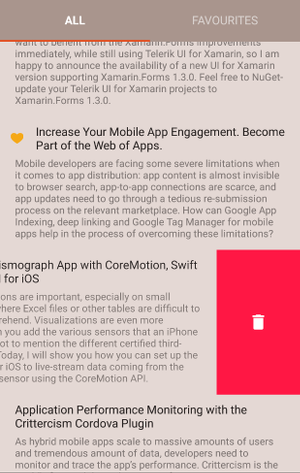 ALL
FAVOURITES
want to benefit from the Xamarin.Forms improvements
immediately, while still using Telerik UI for Xamarin, so I am
happy to announce the availability of a new UI for Xamarin
version supporting Xamarin.Forms 1.3.0. Feel free to NuGet-
update your Telerik UI for Xamarin projects to
Xamarin.Forms 1.3.0.
Increase Your Mobile App Engagement. Become
Part of the Web of Apps.
Mobile developers are facing some severe limitations when
it comes to app distribution: app content is almost invisible
to browser search, app-to-app connections are scarce, and
app updates need to go through a tedious re-submission
process on the relevant marketplace. How can Google App
Indexing, deep linking and Google Tag Manager for mobile
apps help in the process of overcoming these limitations?
ismograph App with CoreMotion, Swift
I for iOS
ons are important, especially on small
where Excel files or other tables are difficult to
rehend. Visualizations are even more
n you add the various sensors that an iPhone
ot to mention the different certified third-
Today, I will show you how you can set up the
r iOS to live-stream data coming from the
sensor using the CoreMotion API.
Application Performance Monitoring with the
Crittercism Cordova Plugin
As hybrid mobile apps scale to massive amounts of users
and tremendous amount of data, developers need to
monitor and trace the app's performance. Crittercism is the